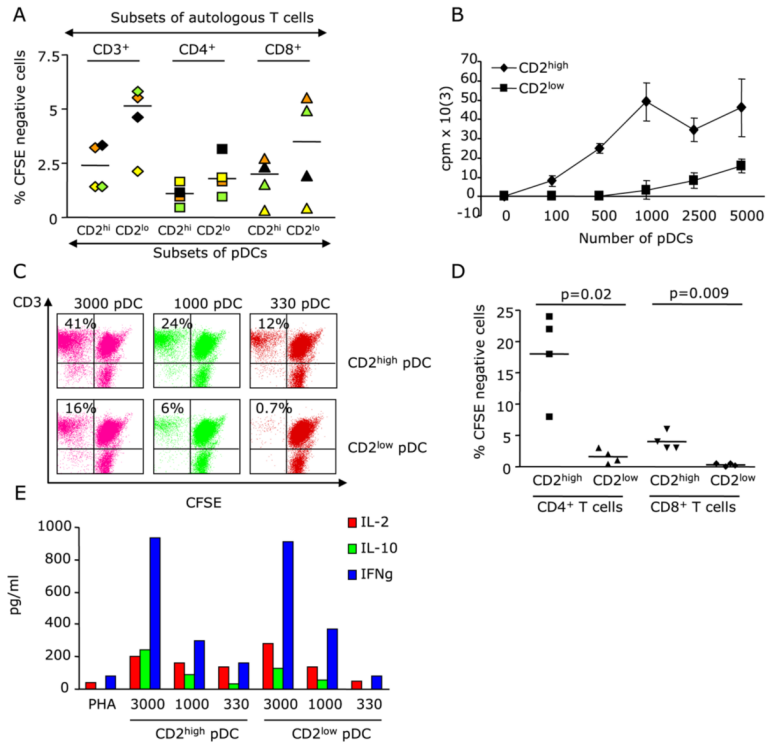 A
Subsets of autologous T cells
CD3+ CD4+ CD8+
% CFSE negative cells
7.5
5
2.5
0
CD2hi CD2lo CD2hi CD2lo CD2hi CD2lo
Subsets of pDCs
B
CD2high
CD2low
cpm x 10(3)
70
60
50
40
30
20
10
0
-10
0 100 500 1000 2500 5000
Number of pDCs
C
CD3
3000 pDC 1000 pDC 330 pDC
41% 24% 12%
CD2high pDC
16% 6% 0.7%
CD2low pDC
CFSE
D
p=0.02 p=0.009
% CFSE negative cells
25
20
15
10
5
0
CD2high CD2low CD2high CD2low
CD4+ T cells CD8+ T cells
E
IL-2
IL-10
IFNg
pg/ml
1000
800
600
400
200
0
PHA 3000 1000 330 3000 1000 330
CD2high pDC CD2low pDC